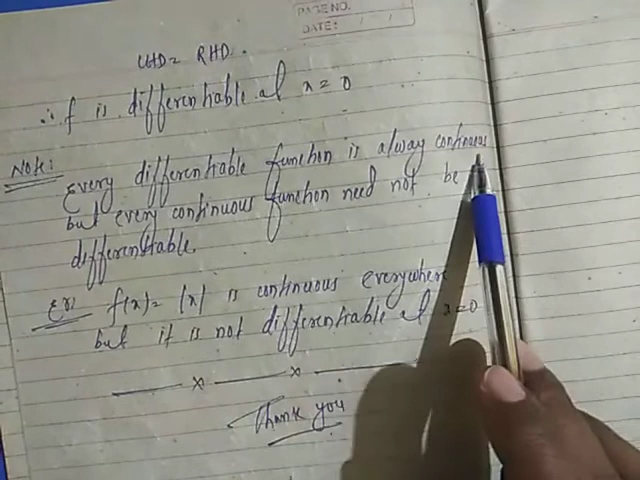 PAGE NO.
DATE: / /
LHD = RHD.
∴ f is differentiable at x = 0
Note: Every differentiable function is alway continuous
but every continuous function need not be
differentiable.
Ex: f(x) = |x| is continuous everywhere
but it is not differentiable at x=0
x x
Thank you